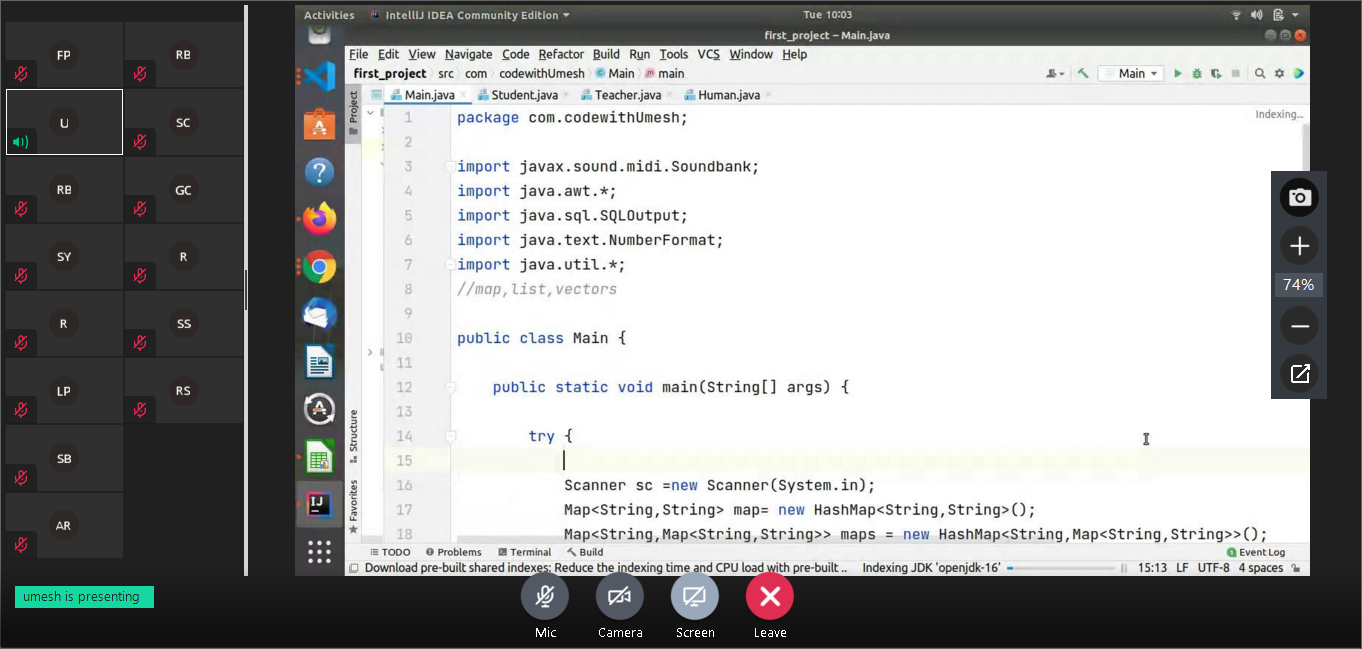 FP
RB
U
SC
RB
GC
SY
R
R
SS
LP
RS
SB
AR
umesh is presenting
Activities IntelliJ IDEA Community Edition Tue 10:03
first_project – Main.java
File Edit View Navigate Code Refactor Build Run Tools VCS Window Help
first_project src com codewithUmesh Main main Main
Main.java Student.java Teacher.java Human.java
Project
Structure
Favorites
Indexing...
1 package com.codewithUmesh;
2
3 import javax.sound.midi.Soundbank;
4 import java.awt.*;
5 import java.sql.SQLOutput;
6 import java.text.NumberFormat;
7 import java.util.*;
8 //map,list,vectors
9
10 public class Main {
11
12 public static void main(String[] args) {
13
14 try {
15
16 Scanner sc =new Scanner(System.in);
17 Map<String,String> map= new HashMap<String,String>();
18 Map<String,Map<String,String>> maps = new HashMap<String,Map<String,String>>();
TODO Problems Terminal Build Event Log
Download pre-built shared indexes: Reduce the indexing time and CPU load with pre-built .. Indexing JDK 'openjdk-16' 15:13 LF UTF-8 4 spaces
74%
Mic Camera Screen Leave